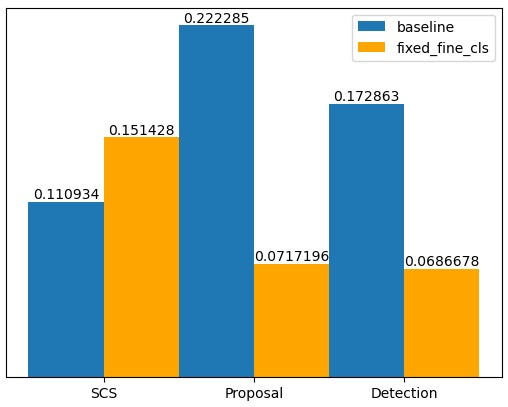 0.222285
baseline
fixed_fine_cls
0.172863
0.151428
0.110934
0.0717196
0.0686678
SCS Proposal Detection